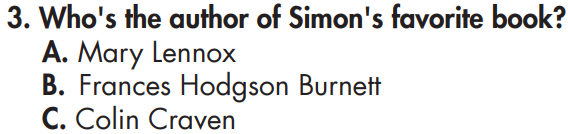 3. Who's the author of Simon's favorite book?
A. Mary Lennox
B. Frances Hodgson Burnett
C. Colin Craven